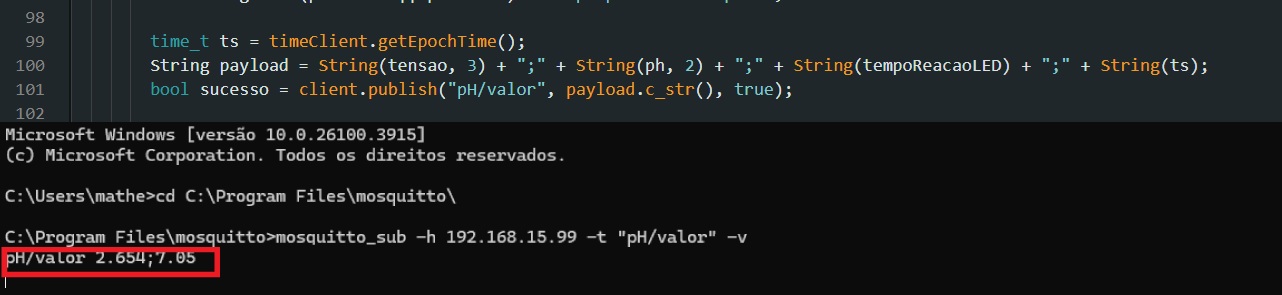 98
99 time_t ts = timeClient.getEpochTime();
100 String payload = String(tensao, 3) + ";" + String(ph, 2) + ";" + String(tempoReacaoLED) + ";" + String(ts);
101 bool sucesso = client.publish("pH/valor", payload.c_str(), true);
102
Microsoft Windows [versão 10.0.26100.3915]
(c) Microsoft Corporation. Todos os direitos reservados.
C:\Users\mathe>cd C:\Program Files\mosquitto\
C:\Program Files\mosquitto>mosquitto_sub -h 192.168.15.99 -t "pH/valor" -v
pH/valor 2.654;7.05